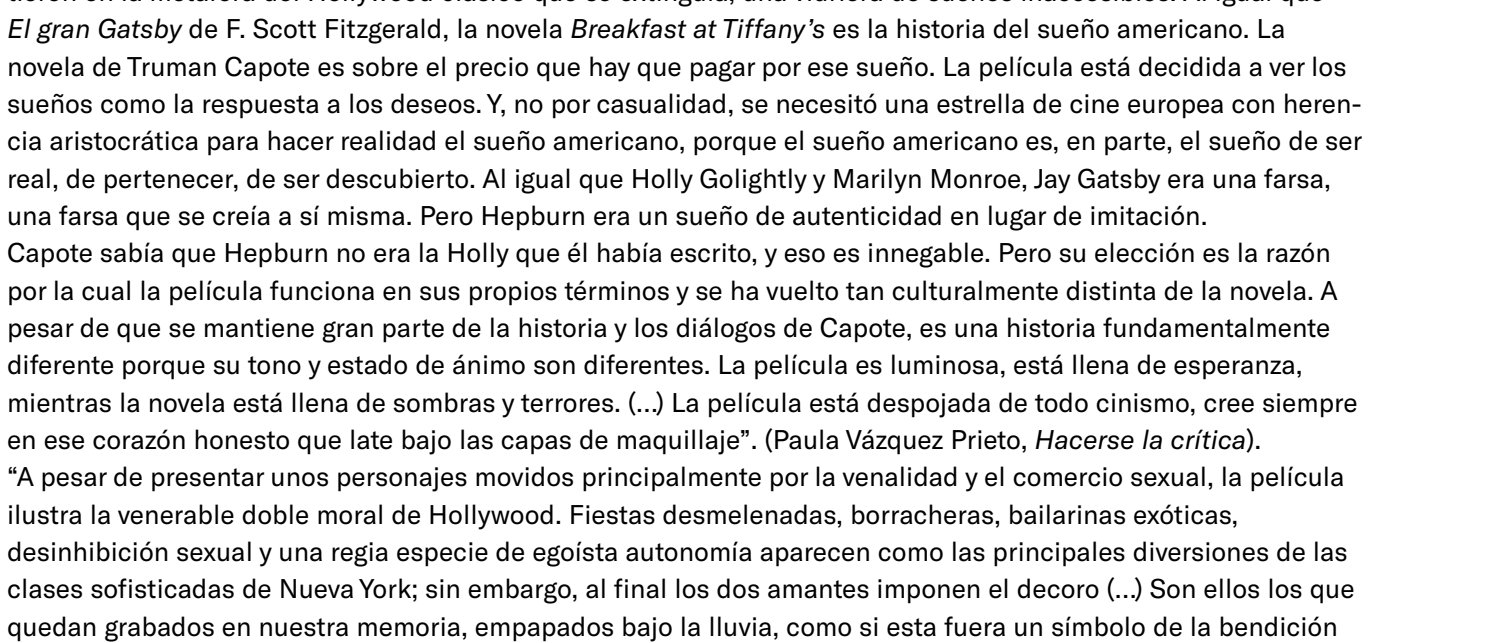 El gran Gatsby de F. Scott Fitzgerald, la novela Breakfast at Tiffany’s es la historia del sueño americano. La
novela de Truman Capote es sobre el precio que hay que pagar por ese sueño. La película está decidida a ver los
sueños como la respuesta a los deseos. Y, no por casualidad, se necesitó una estrella de cine europea con heren-
cia aristocrática para hacer realidad el sueño americano, porque el sueño americano es, en parte, el sueño de ser
real, de pertenecer, de ser descubierto. Al igual que Holly Golightly y Marilyn Monroe, Jay Gatsby era una farsa,
una farsa que se creía a sí misma. Pero Hepburn era un sueño de autenticidad en lugar de imitación.
Capote sabía que Hepburn no era la Holly que él había escrito, y eso es innegable. Pero su elección es la razón
por la cual la película funciona en sus propios términos y se ha vuelto tan culturalmente distinta de la novela. A
pesar de que se mantiene gran parte de la historia y los diálogos de Capote, es una historia fundamentalmente
diferente porque su tono y estado de ánimo son diferentes. La película es luminosa, está llena de esperanza,
mientras la novela está llena de sombras y terrores. (...) La película está despojada de todo cinismo, cree siempre
en ese corazón honesto que late bajo las capas de maquillaje”. (Paula Vázquez Prieto, Hacerse la crítica).
“A pesar de presentar unos personajes movidos principalmente por la venalidad y el comercio sexual, la película
ilustra la venerable doble moral de Hollywood. Fiestas desmelenadas, borracheras, bailarinas exóticas,
desinhibición sexual y una regia especie de egoísta autonomía aparecen como las principales diversiones de las
clases sofisticadas de Nueva York; sin embargo, al final los dos amantes imponen el decoro (...) Son ellos los que
quedan grabados en nuestra memoria, empapados bajo la lluvia, como si esta fuera un símbolo de la bendición